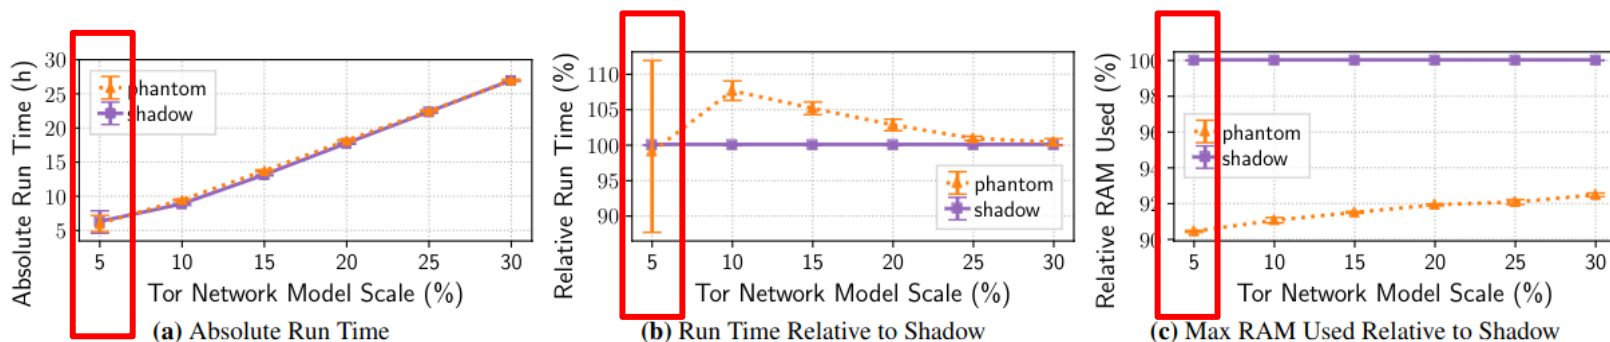 Absolute Run Time (h)
30
25
20
15
10
5
phantom
shadow
5 10 15 20 25 30
Tor Network Model Scale (%)
(a) Absolute Run Time
Relative Run Time (%)
110
105
100
95
90
phantom
shadow
5 10 15 20 25 30
Tor Network Model Scale (%)
(b) Run Time Relative to Shadow
Relative RAM Used (%)
100
98
96
94
92
90
phantom
shadow
5 10 15 20 25 30
Tor Network Model Scale (%)
(c) Max RAM Used Relative to Shadow